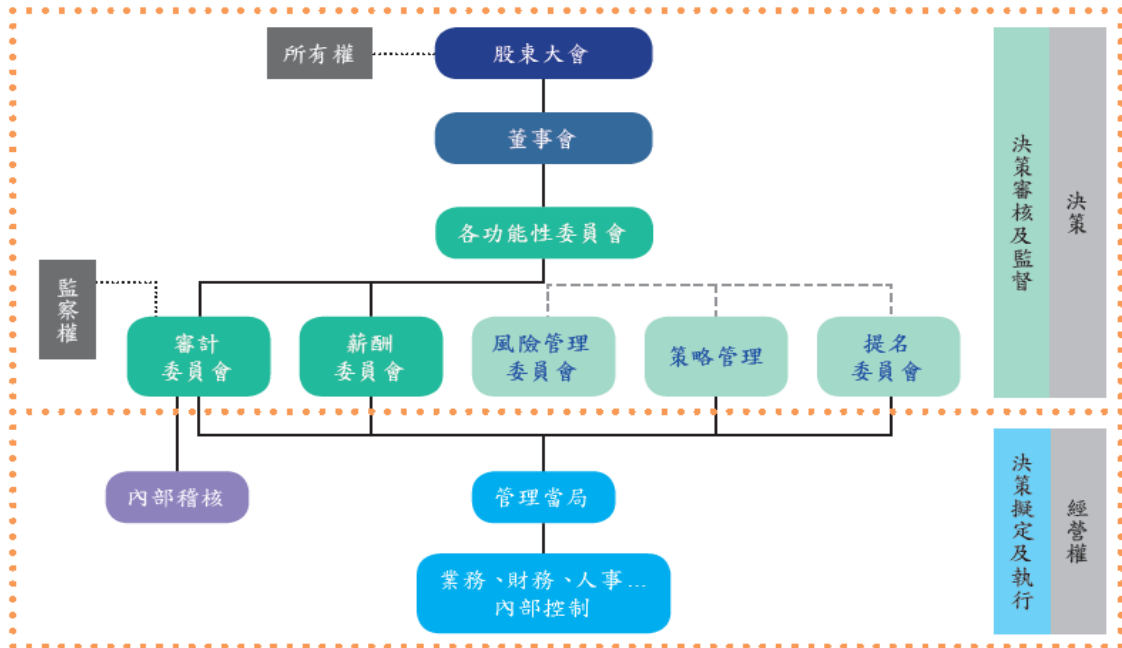 所有權
股東大會
董事會
各功能性委員會
監察權
審計
委員會
薪酬
委員會
風險管理
委員會
策略管理
提名
委員會
決策審核及監督
決策
內部稽核
管理當局
業務、財務、人事...
內部控制
決策擬定及執行
經營權